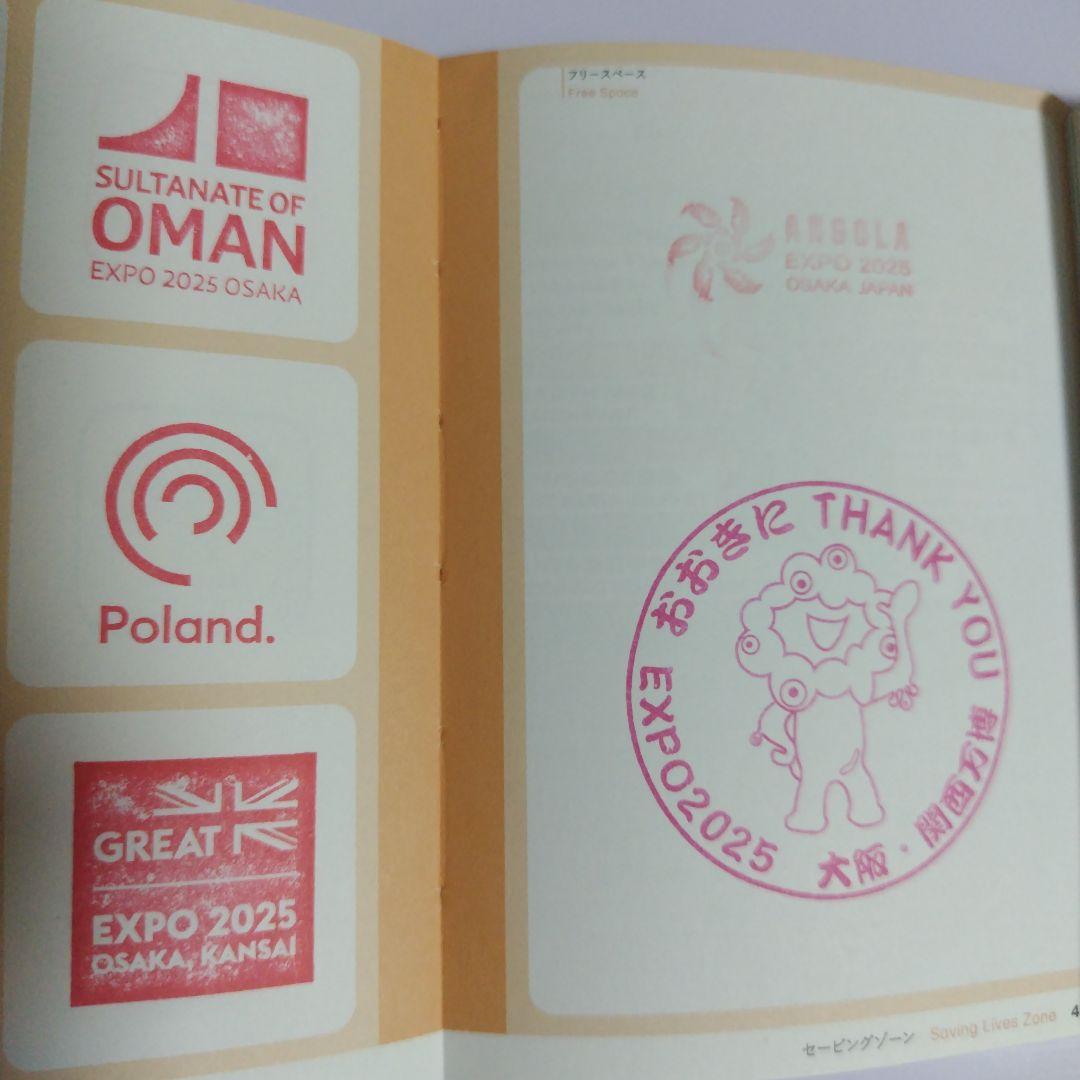 SULTANATE OF
OMAN
EXPO 2025 OSAKA
Poland.
GREAT
EXPO 2025
OSAKA, KANSAI
フリースペース
Free Space
ANGOLA
EXPO 2025
OSAKA JAPAN
おおきに THANK YOU
EXPO2025
大阪・関西万博
セービングゾーン Saving Lives Zone 4